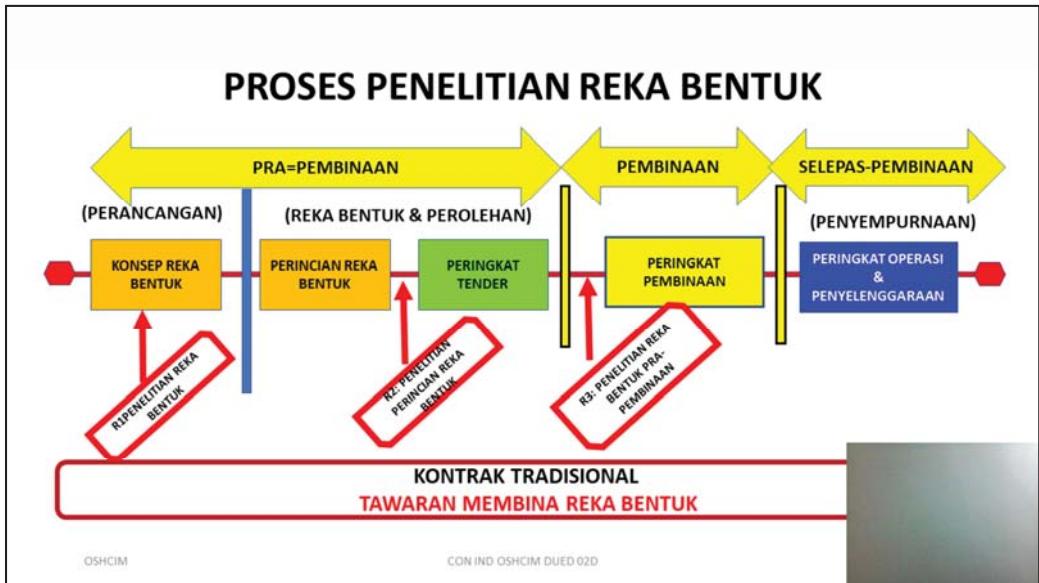 PROSES PENELITIAN REKA BENTUK
PRA=PEMBINAAN
PEMBINAAN
SELEPAS-PEMBINAAN
(PERANCANGAN)
(REKA BENTUK & PEROLEHAN)
(PENYEMPURNAAN)
KONSEP REKA
BENTUK
PERINCIAN REKA
BENTUK
PERINGKAT
TENDER
PERINGKAT
PEMBINAAN
PERINGKAT OPERASI
&
PENYELENGGARAAN
R1PENELITIAN REKA
BENTUK
R2: PENELITIAN
PERINCIAN REKA
BENTUK
R3: PENELITIAN REKA
BENTUK PRA-
PEMBINAAN
KONTRAK TRADISIONAL
TAWARAN MEMBINA REKA BENTUK
OSHCIM
CON IND OSHCIM DUED 02D